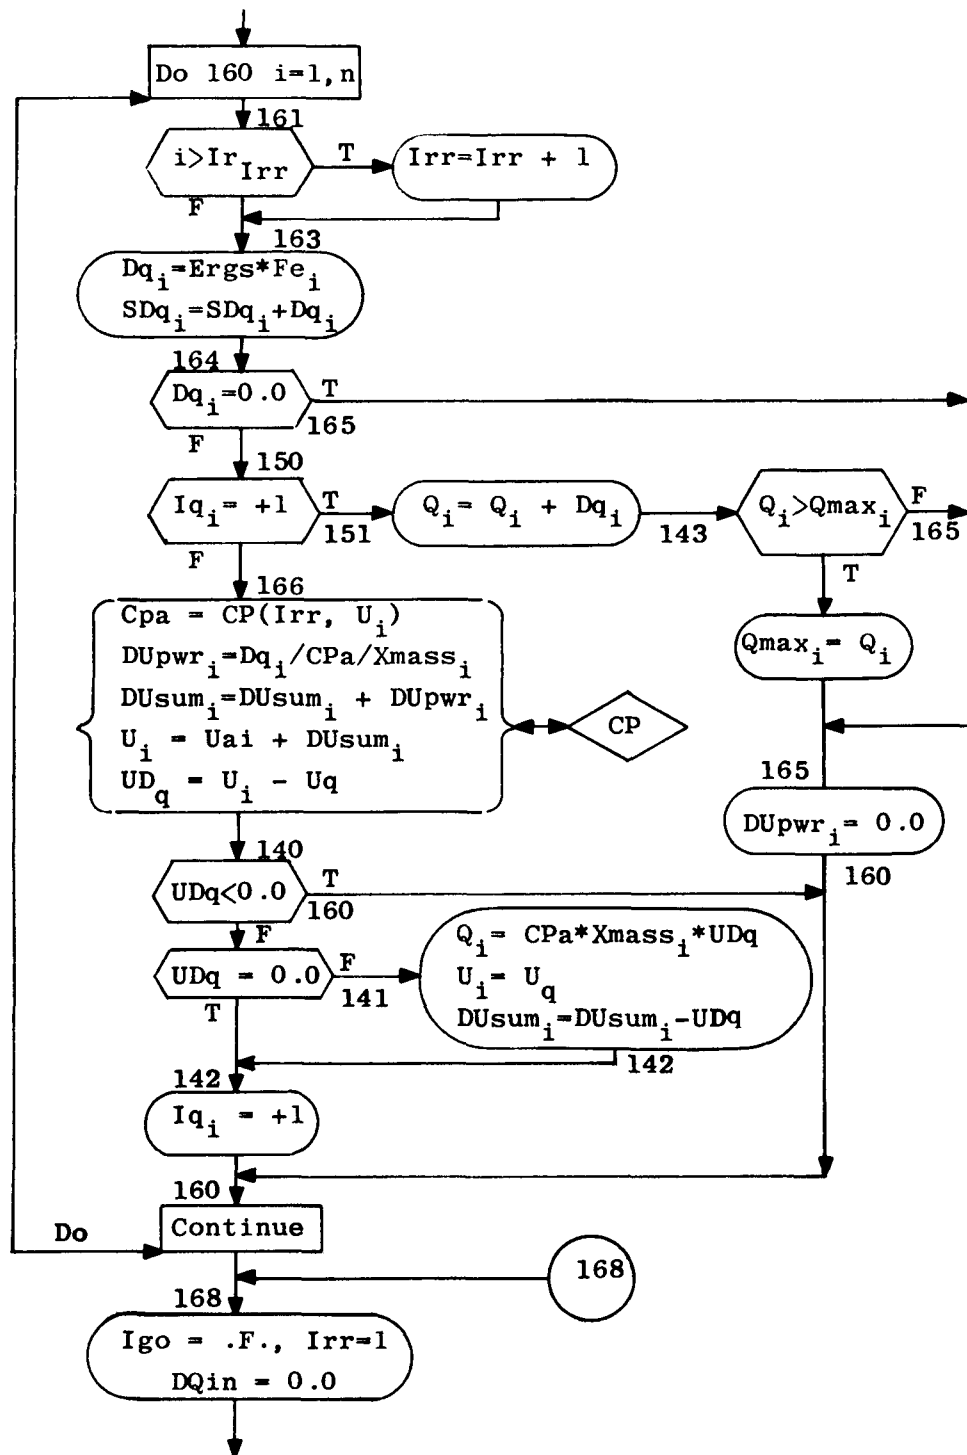 Do 160 i=1,n
161
i>Ir_Irr
T
Irr=Irr + 1
F
163
Dq_i=Ergs*Fe_i
SDq_i=SDq_i+Dq_i
164
Dq_i=0.0
T
165
F
150
Iq_i= +1
T
151
Q_i= Q_i + Dq_i
143
Q_i>Qmax_i
F
165
F
T
166
Cpa = CP(Irr, U_i)
DUpwr_i=Dq_i/CPa/Xmass_i
DUsum_i=DUsum_i + DUpwr_i
U_i = Uai + DUsum_i
UD_q = U_i - Uq
CP
Qmax_i= Q_i
165
DUpwr_i= 0.0
160
140
UDq<0.0
T
160
F
UDq = 0.0
F
141
T
Q_i= CPa*Xmass_i*UDq
U_i= U_q
DUsum_i=DUsum_i-UDq
142
142
Iq_i = +1
160
Continue
Do
168
168
Igo = .F., Irr=1
DQin = 0.0